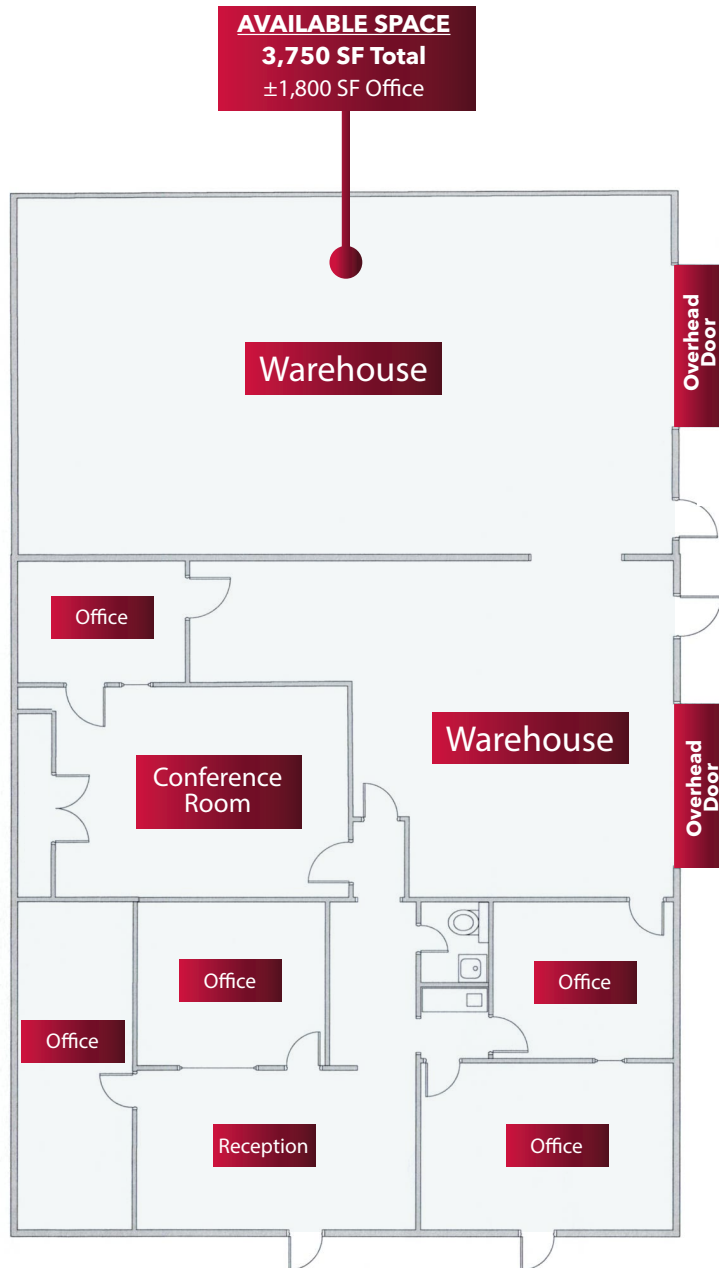 AVAILABLE SPACE
3,750 SF Total
±1,800 SF Office
Overhead
Door
Warehouse
Office
Warehouse
Overhead
Door
Conference
Room
Office
Office
Office
Reception
Office